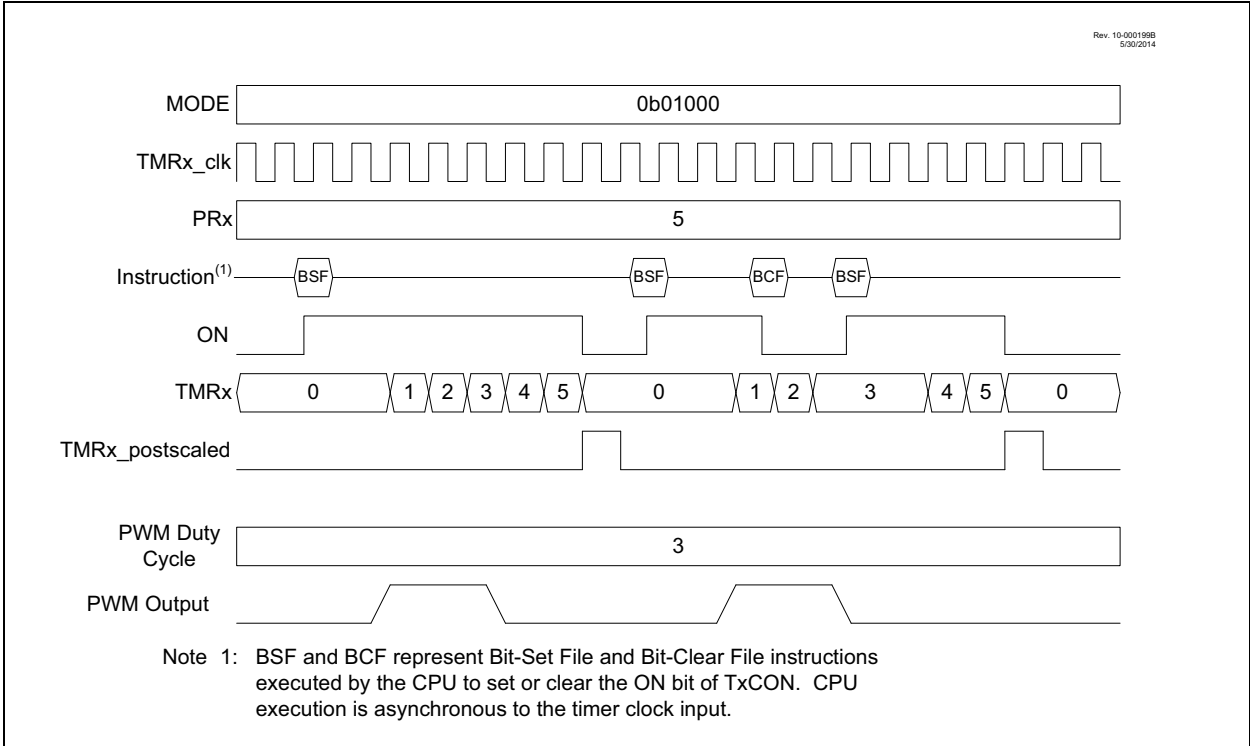 Rev. 10-000199B
5/30/2014
MODE 0b01000
TMRx_clk
PRx 5
Instruction(1) BSF BSF BCF BSF
ON
TMRx 0 1 2 3 4 5 0 1 2 3 4 5 0
TMRx_postscaled
PWM Duty
Cycle 3
PWM Output
Note 1: BSF and BCF represent Bit-Set File and Bit-Clear File instructions
executed by the CPU to set or clear the ON bit of TxCON. CPU
execution is asynchronous to the timer clock input.